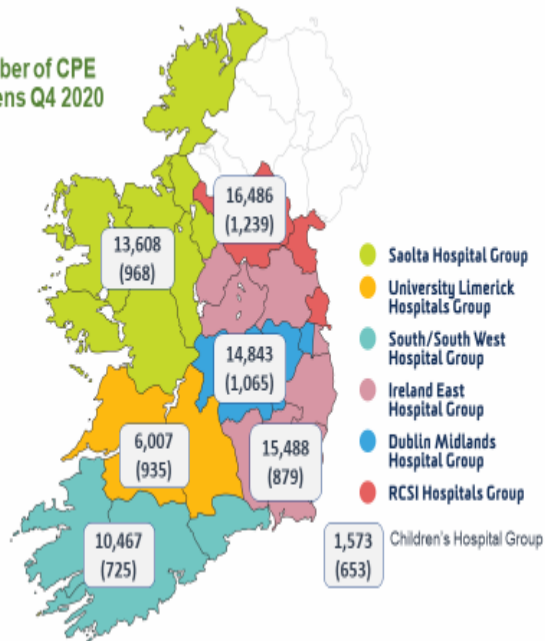 ber of CPE
ens Q4 2020
16,486
(1,239)
13,608
(968)
14,843
(1,065)
6,007
(935)
15,488
(879)
10,467
(725)
1,573
(653)
Saolta Hospital Group
University Limerick
Hospitals Group
South/South West
Hospital Group
Ireland East
Hospital Group
Dublin Midlands
Hospital Group
RCSI Hospitals Group
Children's Hospital Group